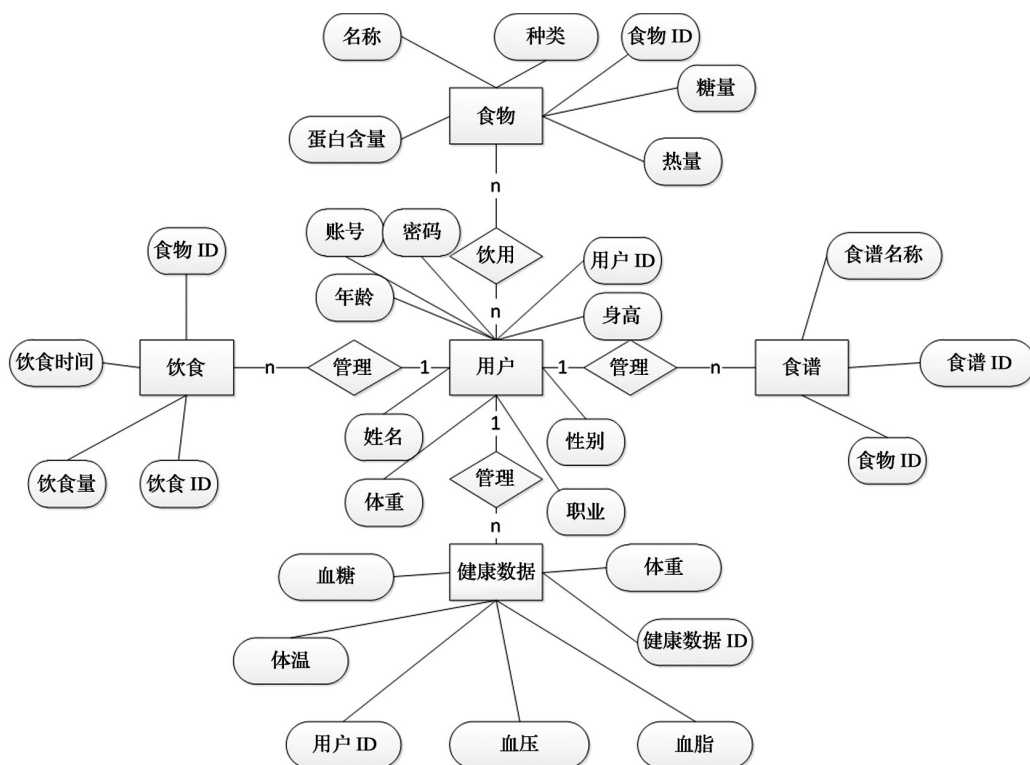 名称
种类
食物 ID
糖量
食物
蛋白含量
热量
n
账号
密码
食物 ID
饮用
用户 ID
食谱名称
年龄
n
身高
饮食时间
饮食
n
管理
1
用户
1
管理
n
食谱
食谱 ID
姓名
1
性别
食物 ID
饮食量
饮食 ID
体重
管理
职业
n
血糖
健康数据
体重
体温
健康数据 ID
用户 ID
血压
血脂